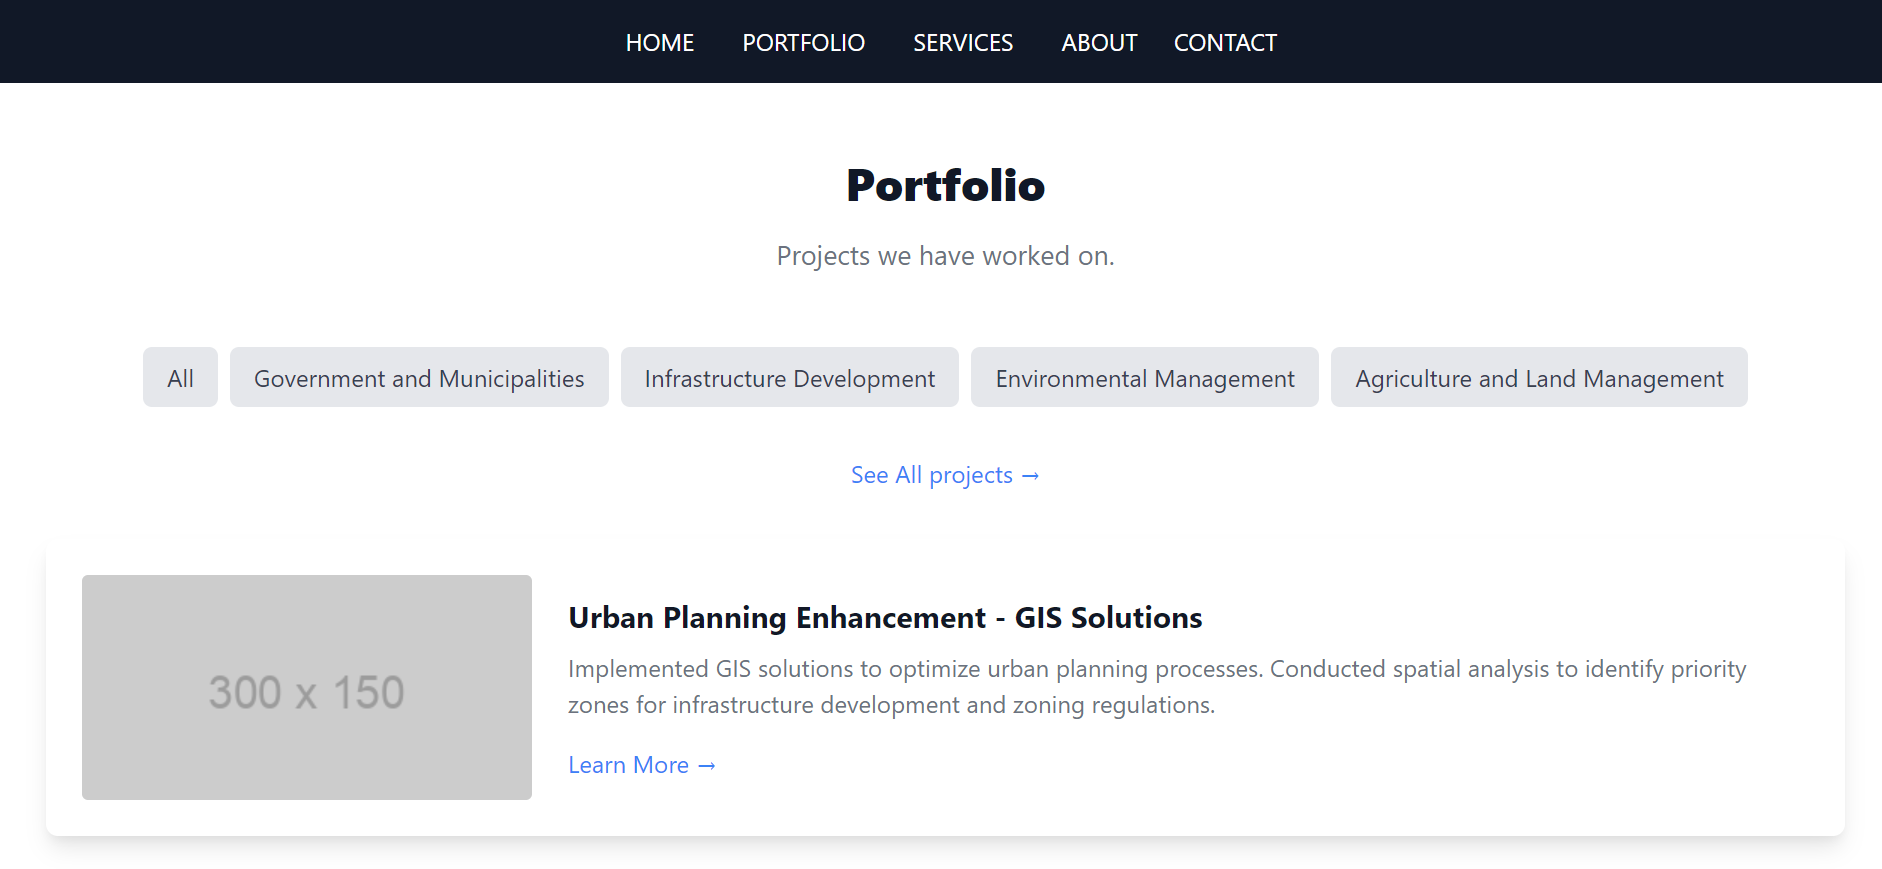 HOME PORTFOLIO SERVICES ABOUT CONTACT
Portfolio
Projects we have worked on.
All Government and Municipalities Infrastructure Development Environmental Management Agriculture and Land Management
See All projects →
300 x 150
Urban Planning Enhancement - GIS Solutions
Implemented GIS solutions to optimize urban planning processes. Conducted spatial analysis to identify priority
zones for infrastructure development and zoning regulations.
Learn More →